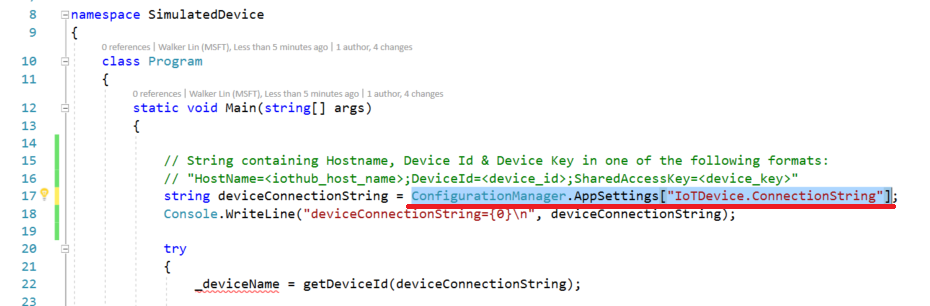 8 namespace SimulatedDevice
9 {
0 references | Walker Lin (MSFT), Less than 5 minutes ago | 1 author, 4 changes
10 class Program
11 {
0 references | Walker Lin (MSFT), Less than 5 minutes ago | 1 author, 4 changes
12 static void Main(string[] args)
13 {
14
15 // String containing Hostname, Device Id & Device Key in one of the following formats:
16 // "HostName=<iothub_host_name>;DeviceId=<device_id>;SharedAccessKey=<device_key>"
17 string deviceConnectionString = ConfigurationManager.AppSettings["IoTDevice.ConnectionString"];
18 Console.WriteLine("deviceConnectionString={0}\n", deviceConnectionString);
19
20 try
21 {
22 _deviceName = getDeviceId(deviceConnectionString);
23